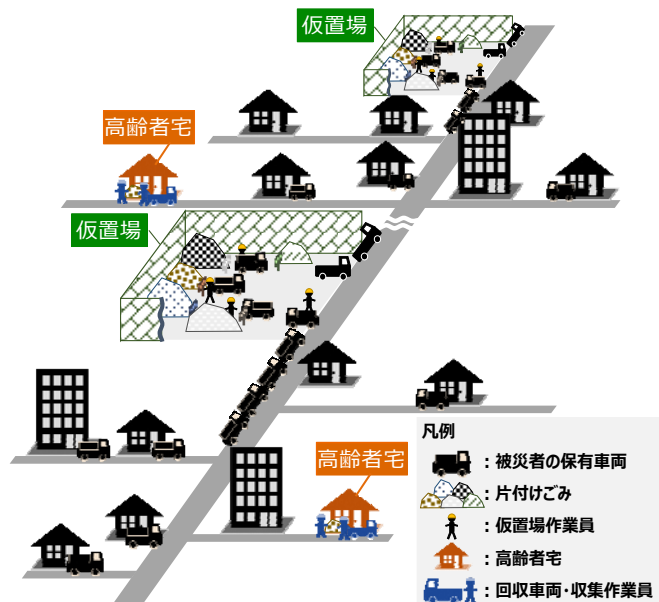 仮置場
高齢者宅
仮置場
高齢者宅
凡例
：被災者の保有車両
：片付けごみ
：仮置場作業員
：高齢者宅
：回収車両・収集作業員